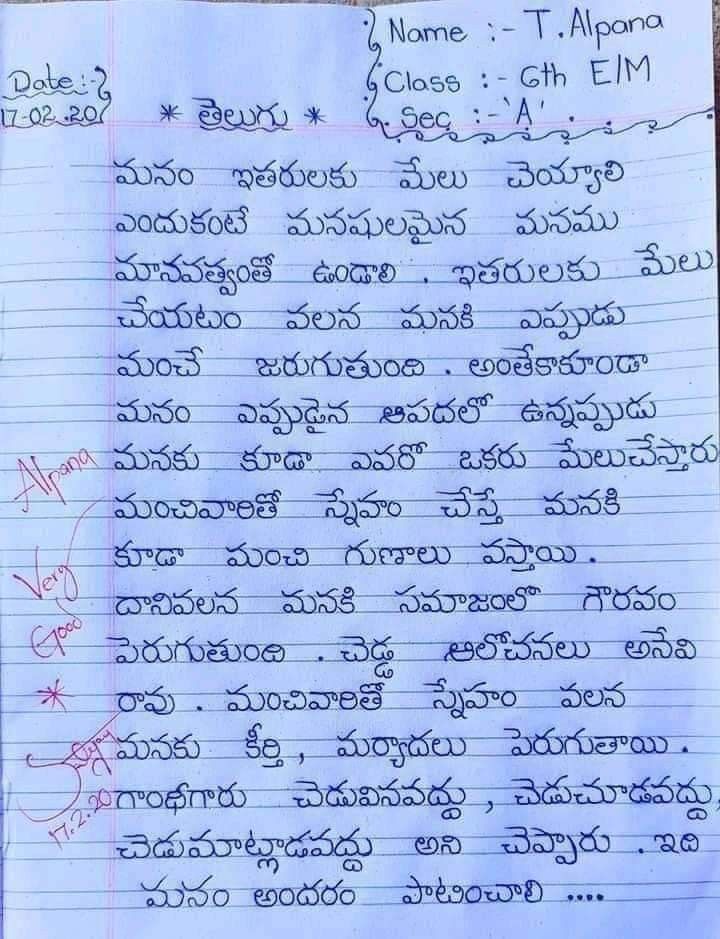 Name :- T.Alpana
Class :- 6th E/M
Sec :- 'A'
Date :-
17-02.20
* తెలుగు *
మనం ఇతరులకు మేలు చెయ్యాలి
ఎందుకంటే మనషులమైన మనము
మానవత్వంతో ఉండాలి . ఇతరులకు మేలు
చేయటం వలన మనకి ఎప్పుడు
మంచే జరుగుతుంది . అంతేకాకూండా
మనం ఎప్పుడైన ఆపదలో ఉన్నప్పుడు
మనకు కూడా ఎవరో ఒకరు మేలుచేస్తారు
మంచివారితో స్నేహం చేస్తే మనకి
కూడా మంచి గుణాలు వస్తాయి .
దానివలన మనకి సమాజంలో గౌరవం
పెరుగుతుంది . చెడ్డ ఆలోచనలు అనేవి
రావు . మంచివారితో స్నేహం వలన
మనకు కీర్తి , మర్యాదలు పెరుగుతాయి .
గాంధీగారు చెడువినవద్దు , చెడుచూడవద్దు,
చెడుమాట్లాడవద్దు అని చెప్పారు . ఇది
మనం అందరం పాటించాలి ....
Alpana
Very
Good
*
17.2.20